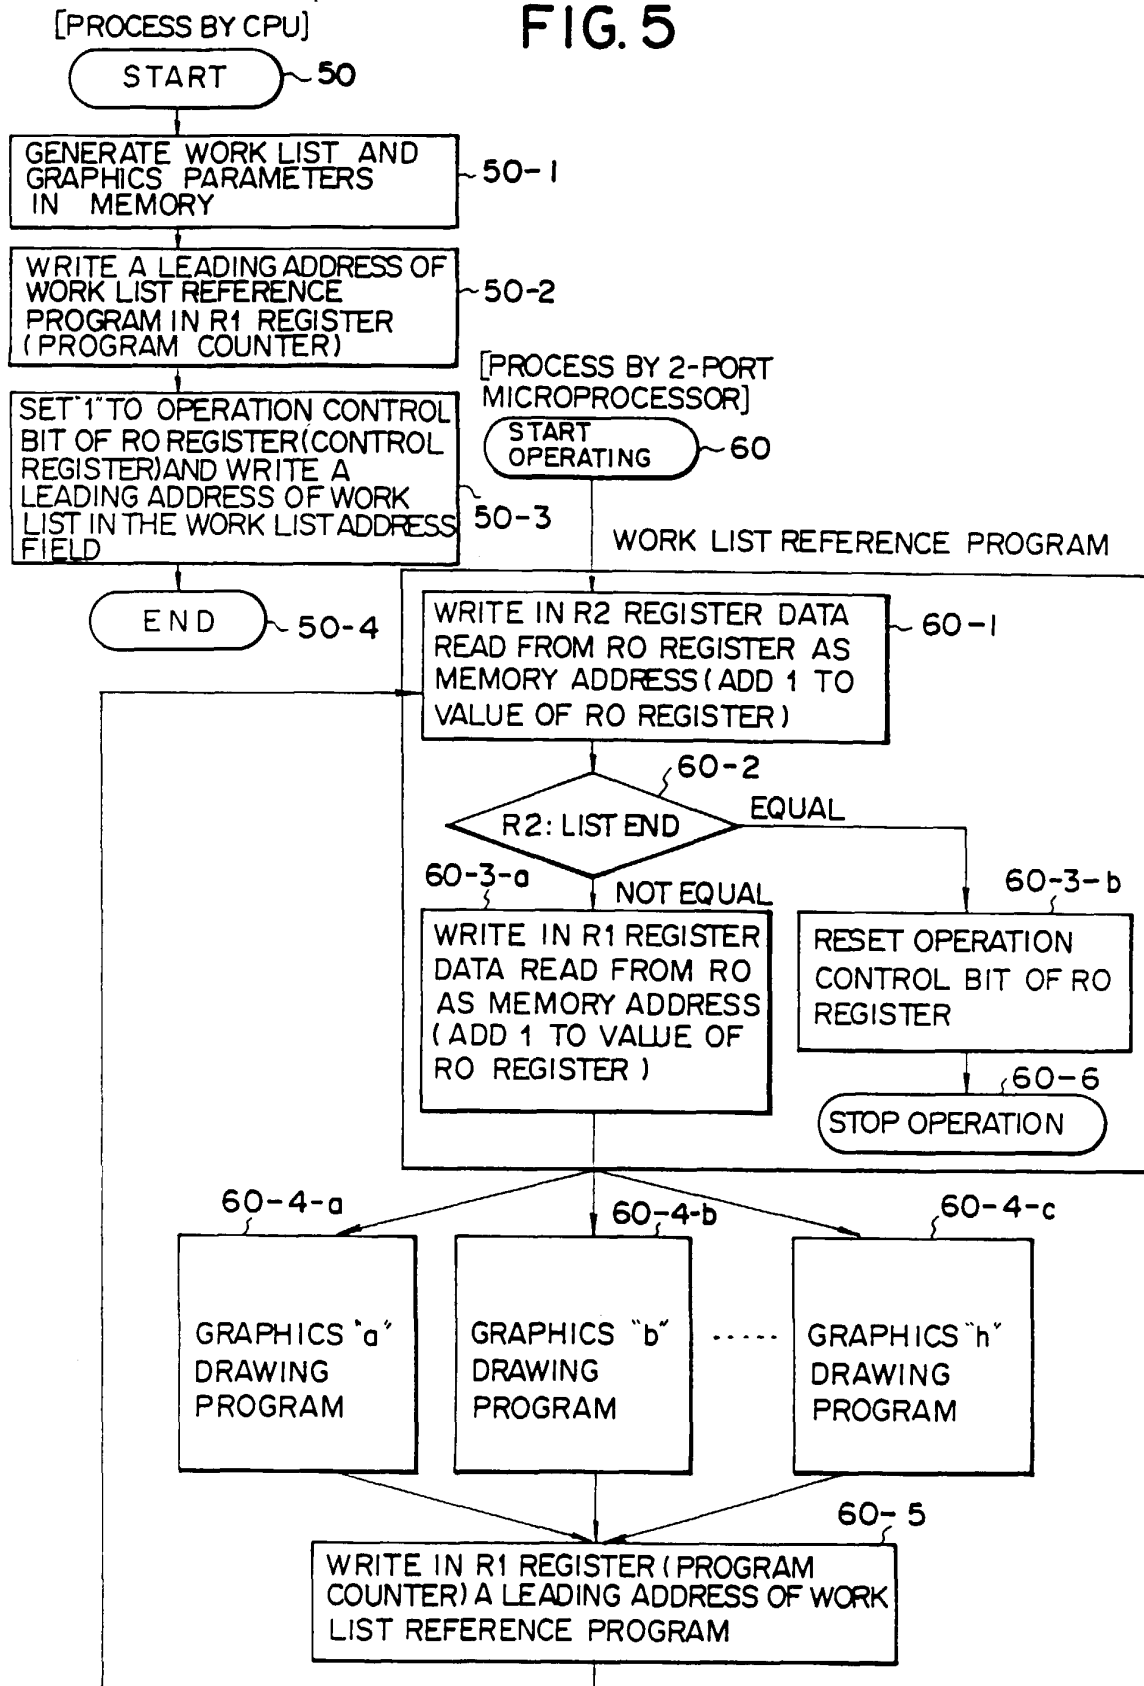 FIG. 5
[PROCESS BY CPU]
START
50
GENERATE WORK LIST AND
GRAPHICS PARAMETERS
IN MEMORY
50-1
WRITE A LEADING ADDRESS OF
WORK LIST REFERENCE
PROGRAM IN R1 REGISTER
(PROGRAM COUNTER)
50-2
SET "1" TO OPERATION CONTROL
BIT OF RO REGISTER (CONTROL
REGISTER) AND WRITE A
LEADING ADDRESS OF WORK
LIST IN THE WORK LIST ADDRESS
FIELD
50-3
END
50-4
[PROCESS BY 2-PORT
MICROPROCESSOR]
START
OPERATING
60
WORK LIST REFERENCE PROGRAM
WRITE IN R2 REGISTER DATA
READ FROM RO REGISTER AS
MEMORY ADDRESS (ADD 1 TO
VALUE OF RO REGISTER)
60-1
60-2
R2: LIST END
EQUAL
60-3-a
NOT EQUAL
60-3-b
WRITE IN R1 REGISTER
DATA READ FROM RO
AS MEMORY ADDRESS
(ADD 1 TO VALUE OF
RO REGISTER)
RESET OPERATION
CONTROL BIT OF RO
REGISTER
60-6
STOP OPERATION
60-4-a
60-4-b
60-4-c
GRAPHICS "a"
DRAWING
PROGRAM
GRAPHICS "b"
DRAWING
PROGRAM
.....
GRAPHICS "h"
DRAWING
PROGRAM
60-5
WRITE IN R1 REGISTER (PROGRAM
COUNTER) A LEADING ADDRESS OF WORK
LIST REFERENCE PROGRAM